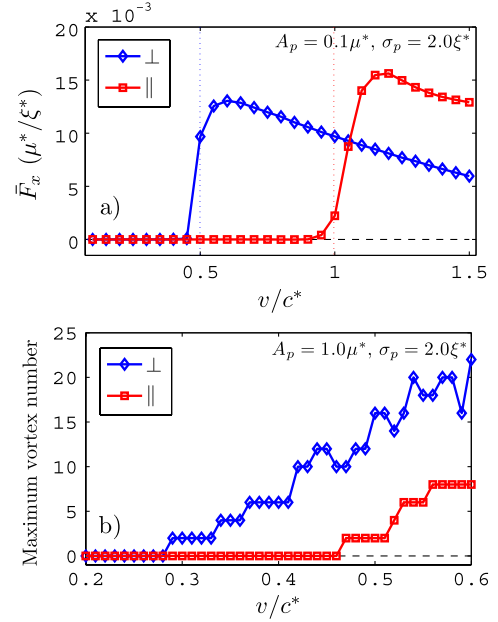 x 10⁻³
A_p = 0.1μ*, σ_p = 2.0ξ*
20
15
10
5
0
⊥
||
F̄_x (μ*/ξ*)
a)
0.5
1
1.5
v/c*
A_p = 1.0μ*, σ_p = 2.0ξ*
25
20
15
10
5
0
⊥
||
Maximum vortex number
b)
0.2
0.3
0.4
0.5
0.6
v/c*